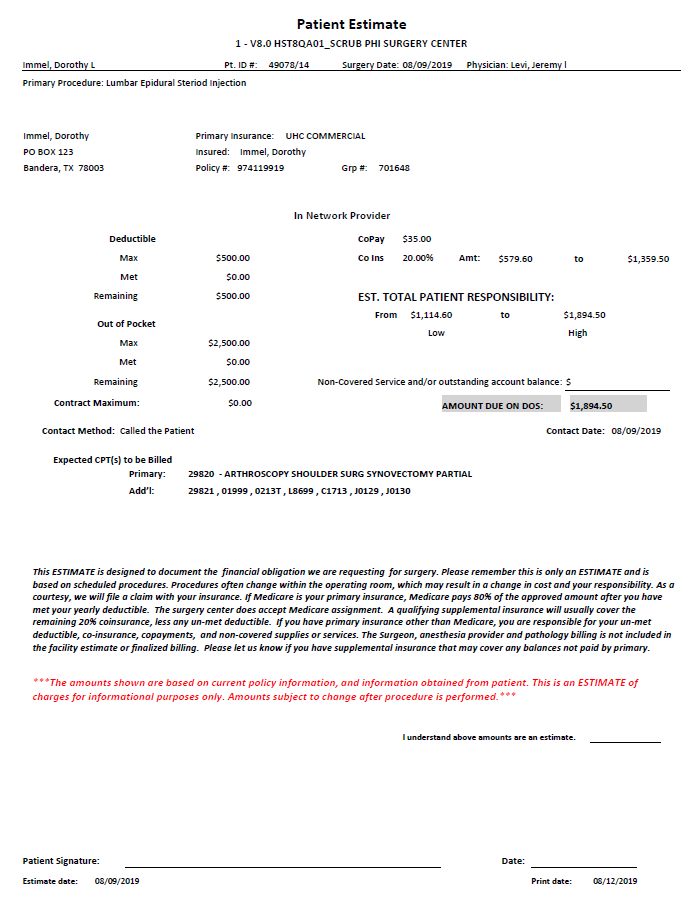 Patient Estimate
1 - V8.0 HST8QA01_SCRUB PHI SURGERY CENTER
Immel, Dorothy L Pt. ID #: 49078/14 Surgery Date: 08/09/2019 Physician: Levi, Jeremy l
Primary Procedure: Lumbar Epidural Steriod Injection
Immel, Dorothy Primary Insurance: UHC COMMERCIAL
PO BOX 123 Insured: Immel, Dorothy
Bandera, TX 78003 Policy #: 974119919 Grp #: 701648
In Network Provider
Deductible CoPay $35.00
Max $500.00 Co Ins 20.00% Amt: $579.60 to $1,359.50
Met $0.00
Remaining $500.00 EST. TOTAL PATIENT RESPONSIBILITY:
From $1,114.60 to $1,894.50
Out of Pocket Low High
Max $2,500.00
Met $0.00
Remaining $2,500.00 Non-Covered Service and/or outstanding account balance: $
Contract Maximum: $0.00 AMOUNT DUE ON DOS: $1,894.50
Contact Method: Called the Patient Contact Date: 08/09/2019
Expected CPT(s) to be Billed
Primary: 29820 - ARTHROSCOPY SHOULDER SURG SYNOVECTOMY PARTIAL
Add'l: 29821 , 01999 , 0213T , L8699 , C1713 , J0129 , J0130
This ESTIMATE is designed to document the financial obligation we are requesting for surgery. Please remember this is only an ESTIMATE and is
based on scheduled procedures. Procedures often change within the operating room, which may result in a change in cost and your responsibility. As a
courtesy, we will file a claim with your insurance. If Medicare is your primary insurance, Medicare pays 80% of the approved amount after you have
met your yearly deductible. The surgery center does accept Medicare assignment. A qualifying supplemental insurance will usually cover the
remaining 20% coinsurance, less any un-met deductible. If you have primary insurance other than Medicare, you are responsible for your un-met
deductible, co-insurance, copayments, and non-covered supplies or services. The Surgeon, anesthesia provider and pathology billing is not included in
the facility estimate or finalized billing. Please let us know if you have supplemental insurance that may cover any balances not paid by primary.
***The amounts shown are based on current policy information, and information obtained from patient. This is an ESTIMATE of
charges for informational purposes only. Amounts subject to change after procedure is performed.***
I understand above amounts are an estimate.
Patient Signature: Date:
Estimate date: 08/09/2019 Print date: 08/12/2019